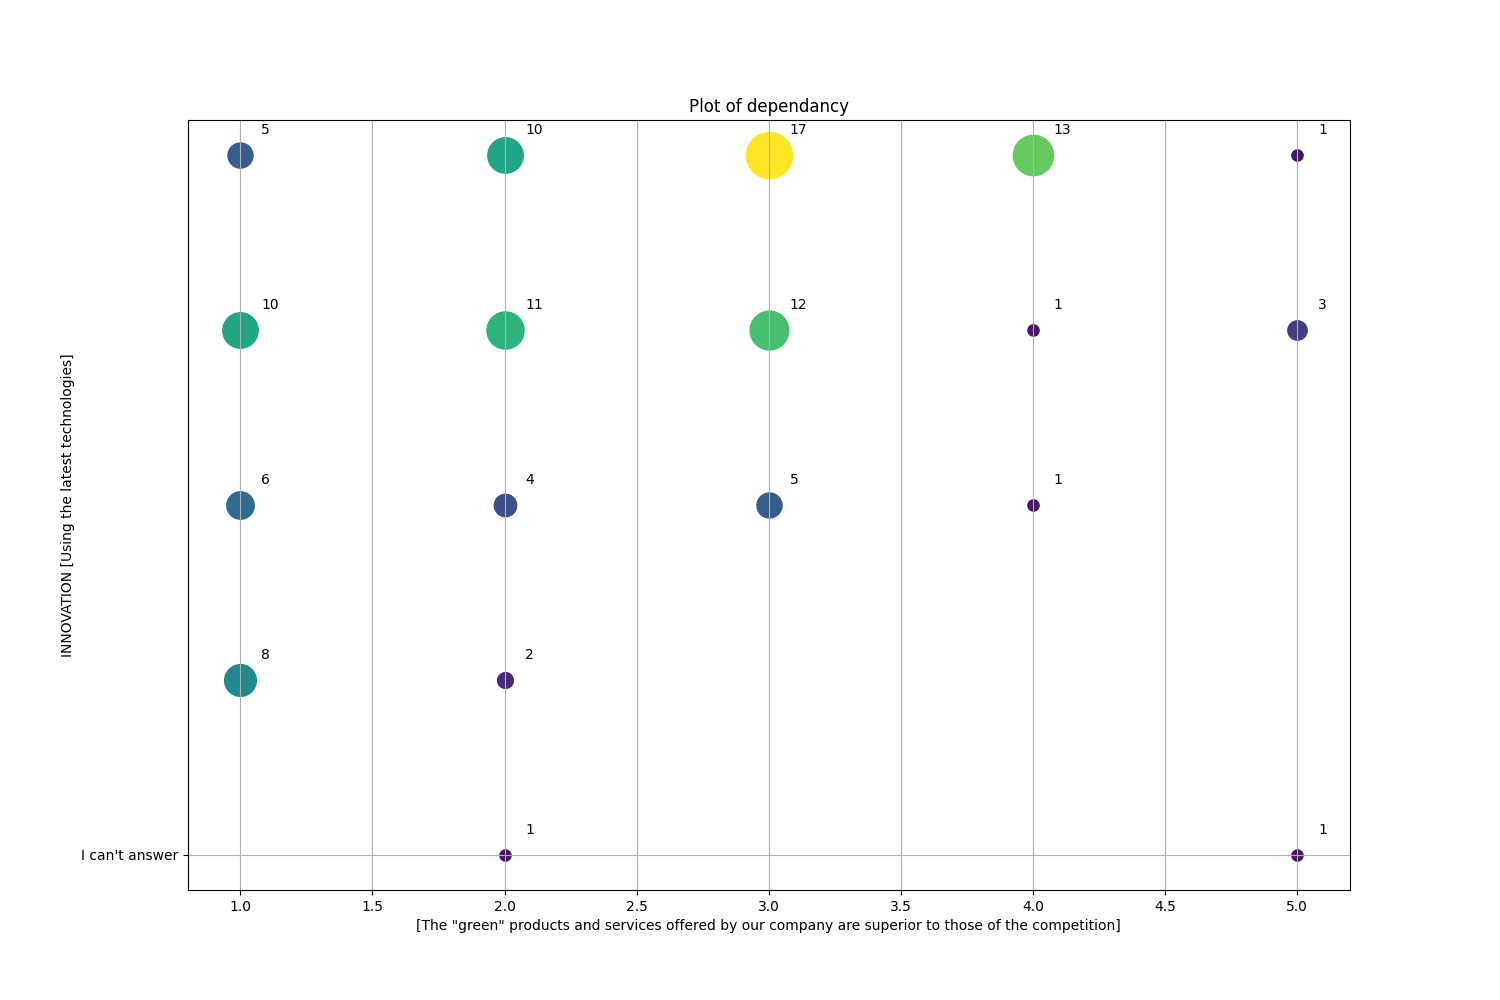 Plot of dependancy
5 10 17 13 1
10 11 12 1 3
6 4 5 1
8 2
1 1
INNOVATION [Using the latest technologies]
I can't answer
1.0 1.5 2.0 2.5 3.0 3.5 4.0 4.5 5.0
[The "green" products and services offered by our company are superior to those of the competition]